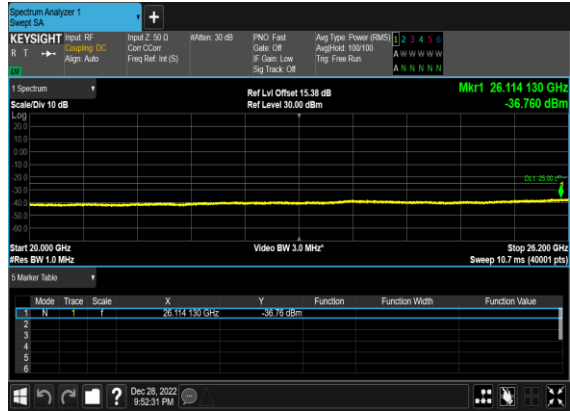 Spectrum Analyzer 1
Swept SA
+
KEYSIGHT Input: RF Input Z: 50 Ω #Atten: 30 dB PNO: Fast Avg Type: Power (RMS) 1 2 3 4 5 6
R T Coupling: DC Corr CCorr Gate: Off Avg|Hold: 100/100 A W W W W W
Align: Auto Freq Ref: Int (S) IF Gain: Low Trig: Free Run
Sig Track: Off A N N N N N
1 Spectrum
Ref Lvl Offset 15.38 dB Mkr1 26.114 130 GHz
Scale/Div 10 dB Ref Level 30.00 dBm -36.760 dBm
Log
20.0
10.0
0.00
-10.0
-20.0
DL1 -25.00
-30.0
-40.0
-50.0
-60.0
Start 20.000 GHz Video BW 3.0 MHz* Stop 26.200 GHz
#Res BW 1.0 MHz Sweep 10.7 ms (40001 pts)
5 Marker Table
Mode Trace Scale X Y Function Function Width Function Value
1 N 1 f 26.114 130 GHz -36.76 dBm
2
3
4
5
6
? Dec 28, 2022
9:52:31 PM